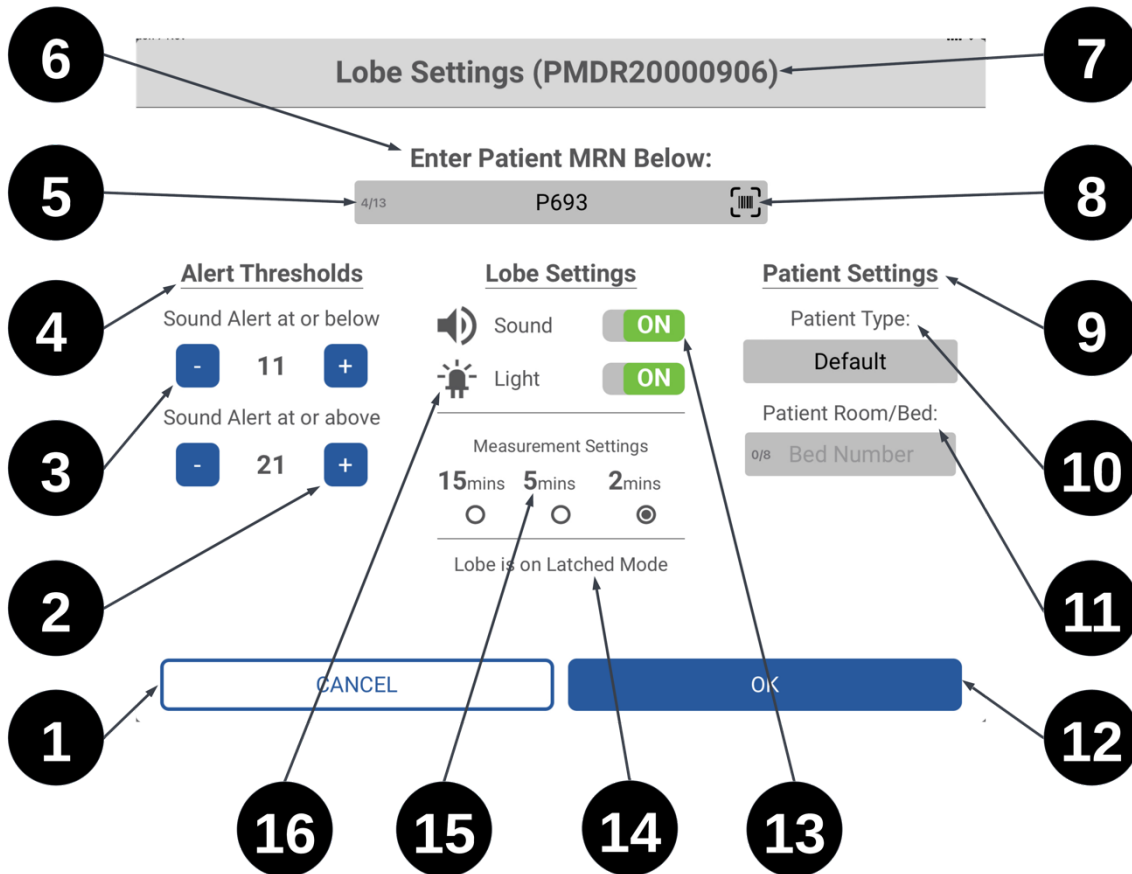 6
7
Lobe Settings (PMDR20000906)
Enter Patient MRN Below:
5
4/13 P693
8
Alert Thresholds
Lobe Settings
Patient Settings
4
9
Sound Alert at or below
Sound ON
Patient Type:
- 11 +
Light ON
Default
Sound Alert at or above
Patient Room/Bed:
3
10
- 21 +
Measurement Settings
0/8 Bed Number
15mins 5mins 2mins
Lobe is on Latched Mode
2
11
CANCEL
OK
1
12
16
15
14
13